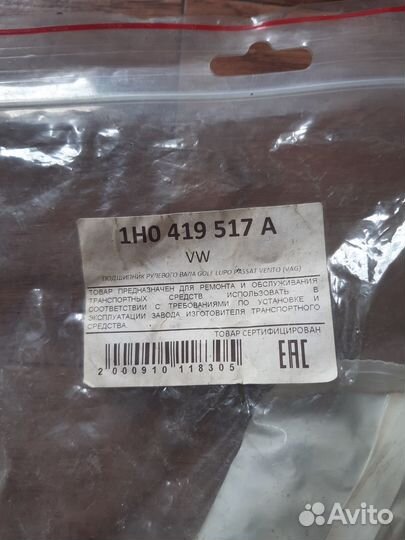 1H0 419 517 A
VW
ПОДШИПНИК РУЛЕВОГО ВАЛА GOLF LUPO PASSAT VENTO (VAG)
ТОВАР ПРЕДНАЗНАЧЕН ДЛЯ РЕМОНТА И ОБСЛУЖИВАНИЯ
ТРАНСПОРТНЫХ СРЕДСТВ. ИСПОЛЬЗОВАТЬ В
СООТВЕТСТВИИ С ТРЕБОВАНИЯМИ ПО УСТАНОВКЕ И
ЭКСПЛУАТАЦИИ ЗАВОДА ИЗГОТОВИТЕЛЯ ТРАНСПОРТНОГО
СРЕДСТВА
ТОВАР СЕРТИФИЦИРОВАН
2 000910 118305
EAC
Avito